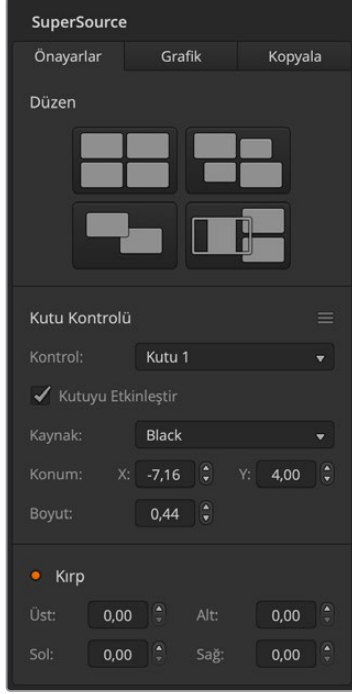 SuperSource
Önayarlar Grafik Kopyala
Düzen
Kutu Kontrolü
Kontrol: Kutu 1
Kutuyu Etkinleştir
Kaynak: Black
Konum: X: -7,16 Y: 4,00
Boyut: 0,44
Kırp
Üst: 0,00 Alt: 0,00
Sol: 0,00 Sağ: 0,00